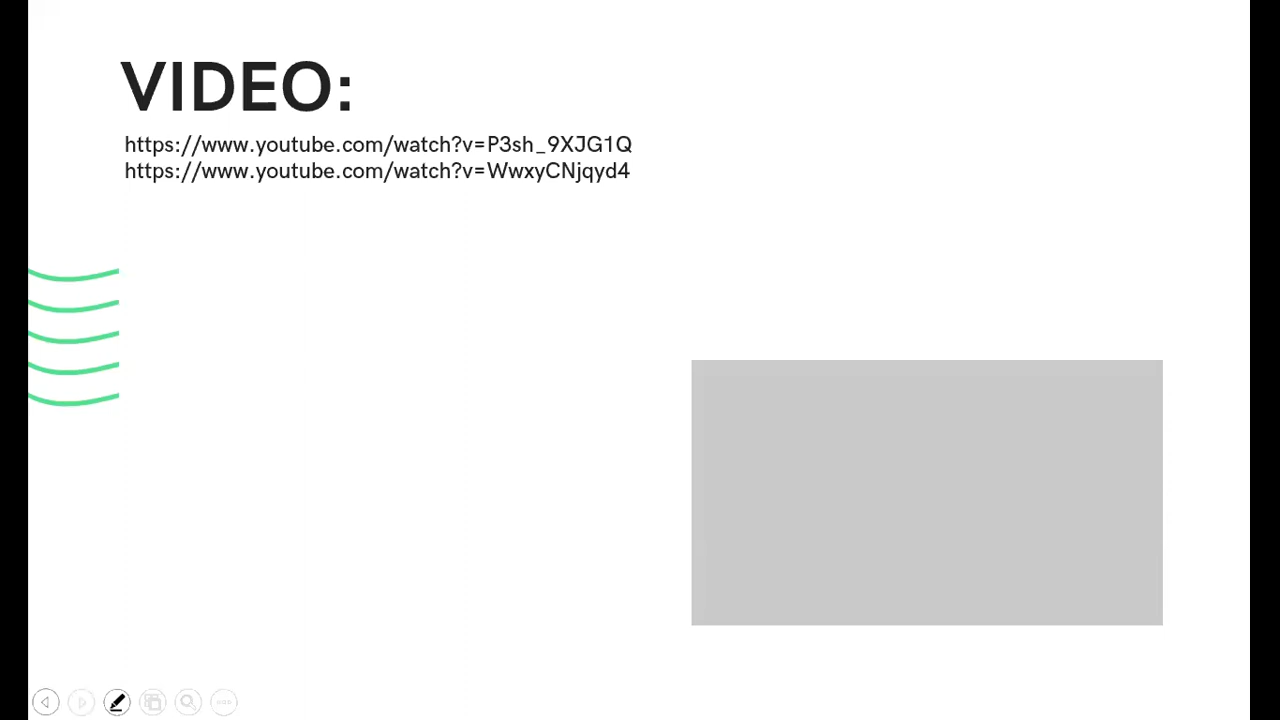 VIDEO:
https://www.youtube.com/watch?v=P3sh_9XJG1Q
https://www.youtube.com/watch?v=WwxyCNjqyd4